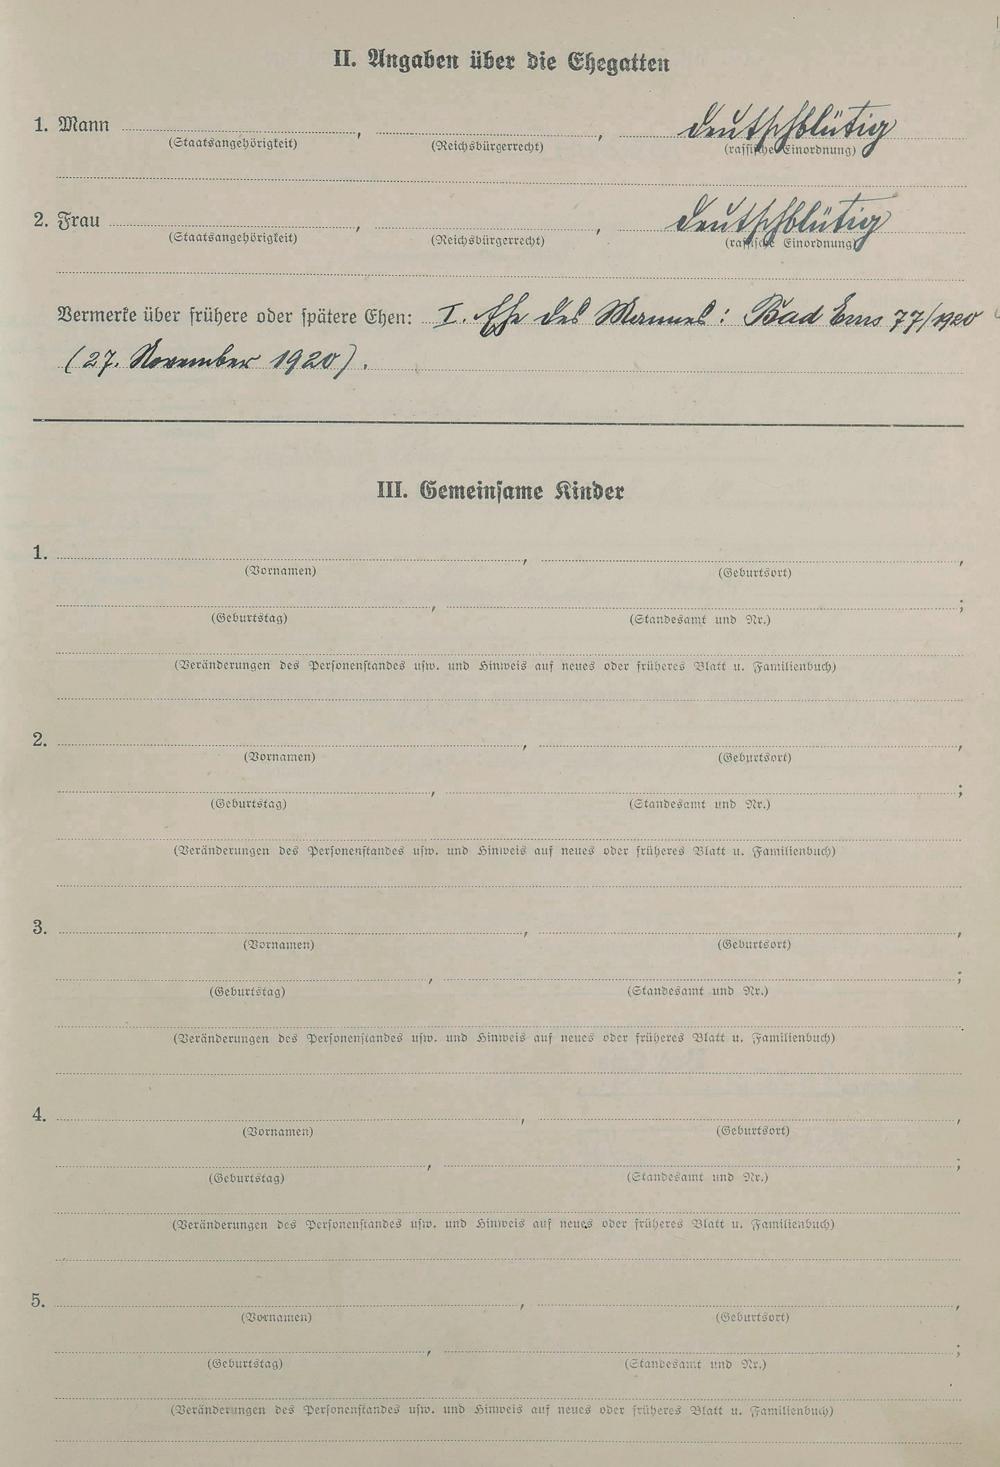 II. Angaben über die Ehegatten
1. Mann , , deutschblütig
(Staatsangehörigkeit) (Reichsbürgerrecht) (rassische Einordnung)
2. Frau , , deutschblütig
(Staatsangehörigkeit) (Reichsbürgerrecht) (rassische Einordnung)
Vermerke über frühere oder spätere Ehen: I. Ehe des Mannes: Bad Ems 77/1920
(27. November 1920).
III. Gemeinsame Kinder
1. , ,
(Vornamen) (Geburtsort)
, ;
(Geburtstag) (Standesamt und Nr.)
(Veränderungen des Personenstandes usw. und Hinweis auf neues oder früheres Blatt u. Familienbuch)
2. , ,
(Vornamen) (Geburtsort)
, ;
(Geburtstag) (Standesamt und Nr.)
(Veränderungen des Personenstandes usw. und Hinweis auf neues oder früheres Blatt u. Familienbuch)
3. , ,
(Vornamen) (Geburtsort)
, ;
(Geburtstag) (Standesamt und Nr.)
(Veränderungen des Personenstandes usw. und Hinweis auf neues oder früheres Blatt u. Familienbuch)
4. , ,
(Vornamen) (Geburtsort)
, ;
(Geburtstag) (Standesamt und Nr.)
(Veränderungen des Personenstandes usw. und Hinweis auf neues oder früheres Blatt u. Familienbuch)
5. , ,
(Vornamen) (Geburtsort)
, ;
(Geburtstag) (Standesamt und Nr.)
(Veränderungen des Personenstandes usw. und Hinweis auf neues oder früheres Blatt u. Familienbuch)